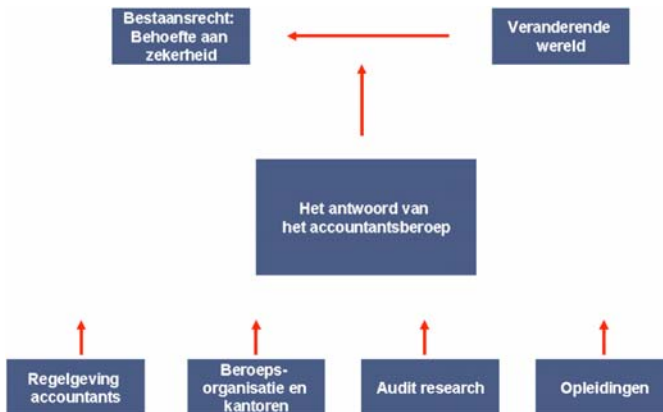 Bestaansrecht:
Behoefte aan
zekerheid
Veranderende
wereld
Het antwoord van
het accountantsberoep
Regelgeving
accountants
Beroeps-
organisatie en
kantoren
Audit research
Opleidingen